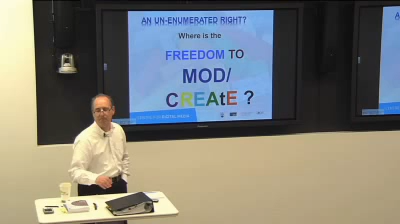 AN UN-ENUMERATED RIGHT?
Where is the
FREEDOM TO
MOD/
CREAtE ?